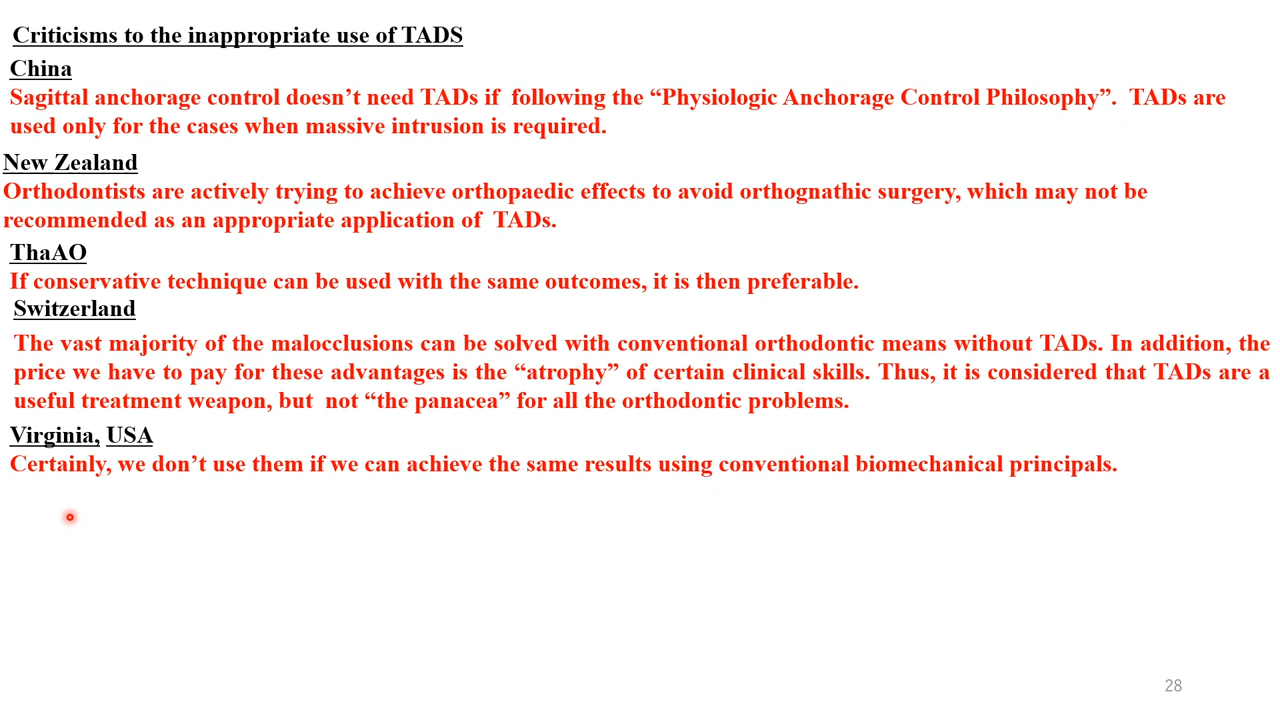 Criticisms to the inappropriate use of TADS
China
Sagittal anchorage control doesn’t need TADs if  following the “Physiologic Anchorage Control Philosophy”.  TADs are
used only for the cases when massive intrusion is required.
New Zealand
Orthodontists are actively trying to achieve orthopaedic effects to avoid orthognathic surgery, which may not be
recommended as an appropriate application of  TADs.
ThaAO
If conservative technique can be used with the same outcomes, it is then preferable.
Switzerland
The vast majority of the malocclusions can be solved with conventional orthodontic means without TADs. In addition, the
price we have to pay for these advantages is the “atrophy” of certain clinical skills. Thus, it is considered that TADs are a
useful treatment weapon, but  not “the panacea” for all the orthodontic problems.
Virginia, USA
Certainly, we don’t use them if we can achieve the same results using conventional biomechanical principals.
28